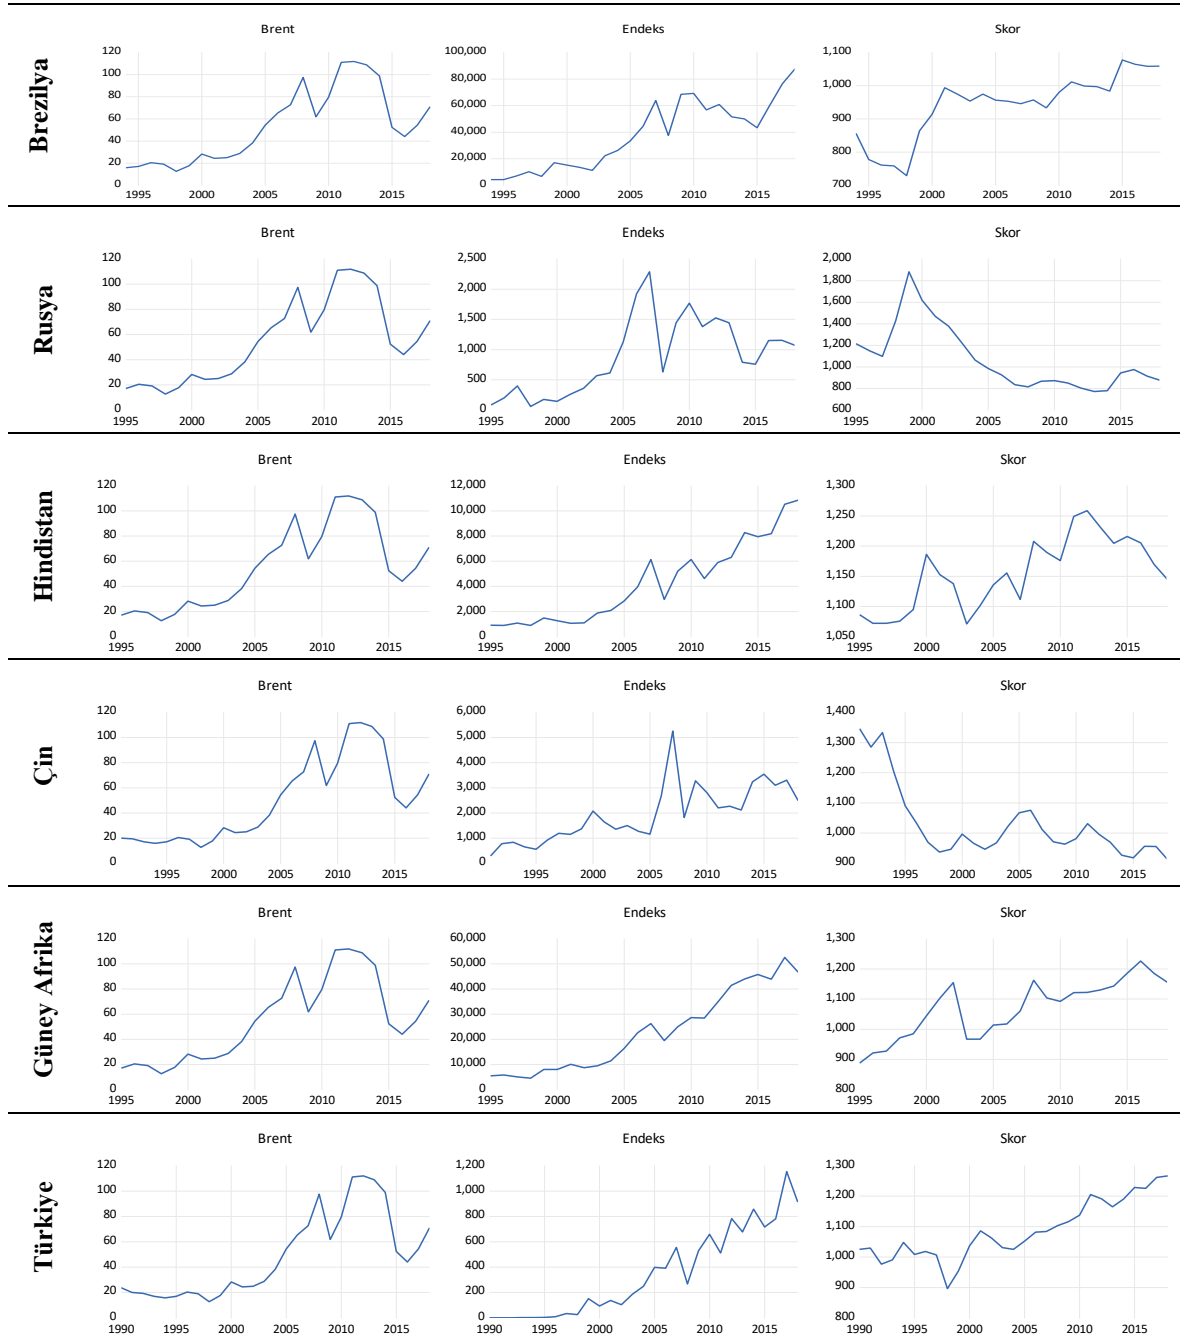 Brezilya
Brent
120
100
80
60
40
20
0
1995 2000 2005 2010 2015
Endeks
100,000
80,000
60,000
40,000
20,000
0
1995 2000 2005 2010 2015
Skor
1,100
1,000
900
800
700
1995 2000 2005 2010 2015
Rusya
Brent
120
100
80
60
40
20
0
1995 2000 2005 2010 2015
Endeks
2,500
2,000
1,500
1,000
500
0
1995 2000 2005 2010 2015
Skor
2,000
1,800
1,600
1,400
1,200
1,000
800
600
1995 2000 2005 2010 2015
Hindistan
Brent
120
100
80
60
40
20
0
1995 2000 2005 2010 2015
Endeks
12,000
10,000
8,000
6,000
4,000
2,000
0
1995 2000 2005 2010 2015
Skor
1,300
1,250
1,200
1,150
1,100
1,050
1995 2000 2005 2010 2015
Çin
Brent
120
100
80
60
40
20
0
1995 2000 2005 2010 2015
Endeks
6,000
5,000
4,000
3,000
2,000
1,000
0
1995 2000 2005 2010 2015
Skor
1,400
1,300
1,200
1,100
1,000
900
1995 2000 2005 2010 2015
Güney Afrika
Brent
120
100
80
60
40
20
0
1995 2000 2005 2010 2015
Endeks
60,000
50,000
40,000
30,000
20,000
10,000
0
1995 2000 2005 2010 2015
Skor
1,300
1,200
1,100
1,000
900
800
1995 2000 2005 2010 2015
Türkiye
Brent
120
100
80
60
40
20
0
1990 1995 2000 2005 2010 2015
Endeks
1,200
1,000
800
600
400
200
0
1990 1995 2000 2005 2010 2015
Skor
1,300
1,200
1,100
1,000
900
800
1990 1995 2000 2005 2010 2015